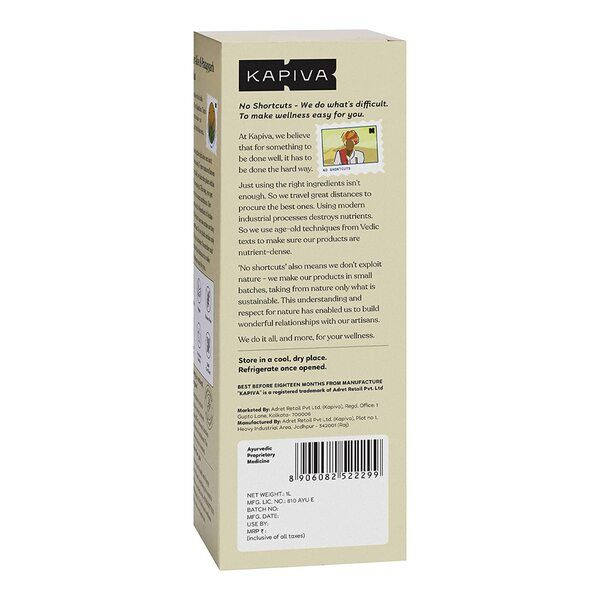 KAPIVA
No Shortcuts - We do what's difficult.
To make wellness easy for you.
At Kapiva, we believe
that for something to
be done well, it has to
be done the hard way.
NO SHORTCUTS
Just using the right ingredients isn't
enough. So we travel great distances to
procure the best ones. Using modern
industrial processes destroys nutrients.
So we use age-old techniques from Vedic
texts to make sure our products are
nutrient-dense.
'No shortcuts' also means we don't exploit
nature – we make our products in small
batches, taking from nature only what is
sustainable. This understanding and
respect for nature has enabled us to build
wonderful relationships with our artisans.
We do it all, and more, for your wellness.
Store in a cool, dry place.
Refrigerate once opened.
BEST BEFORE EIGHTEEN MONTHS FROM MANUFACTURE
"KAPIVA" is a registered trademark of Adret Retail Pvt. Ltd
Marketed By: Adret Retail Pvt Ltd. (Kapiva), Regd. Office: 1
Gupta Lane, Kolkata- 700006
Manufactured By: Adret Retail Pvt Ltd. (Kapiva), Plot no 1,
Heavy Industrial Area, Jodhpur - 342001 (Raj)
Ayurvedic
Proprietary
Medicine
8 906082 522299
NET WEIGHT: 1L
MFG. LIC. NO.: 810 AYU E
BATCH NO:
MFG. DATE:
USE BY:
MRP ₹ :
(inclusive of all taxes)